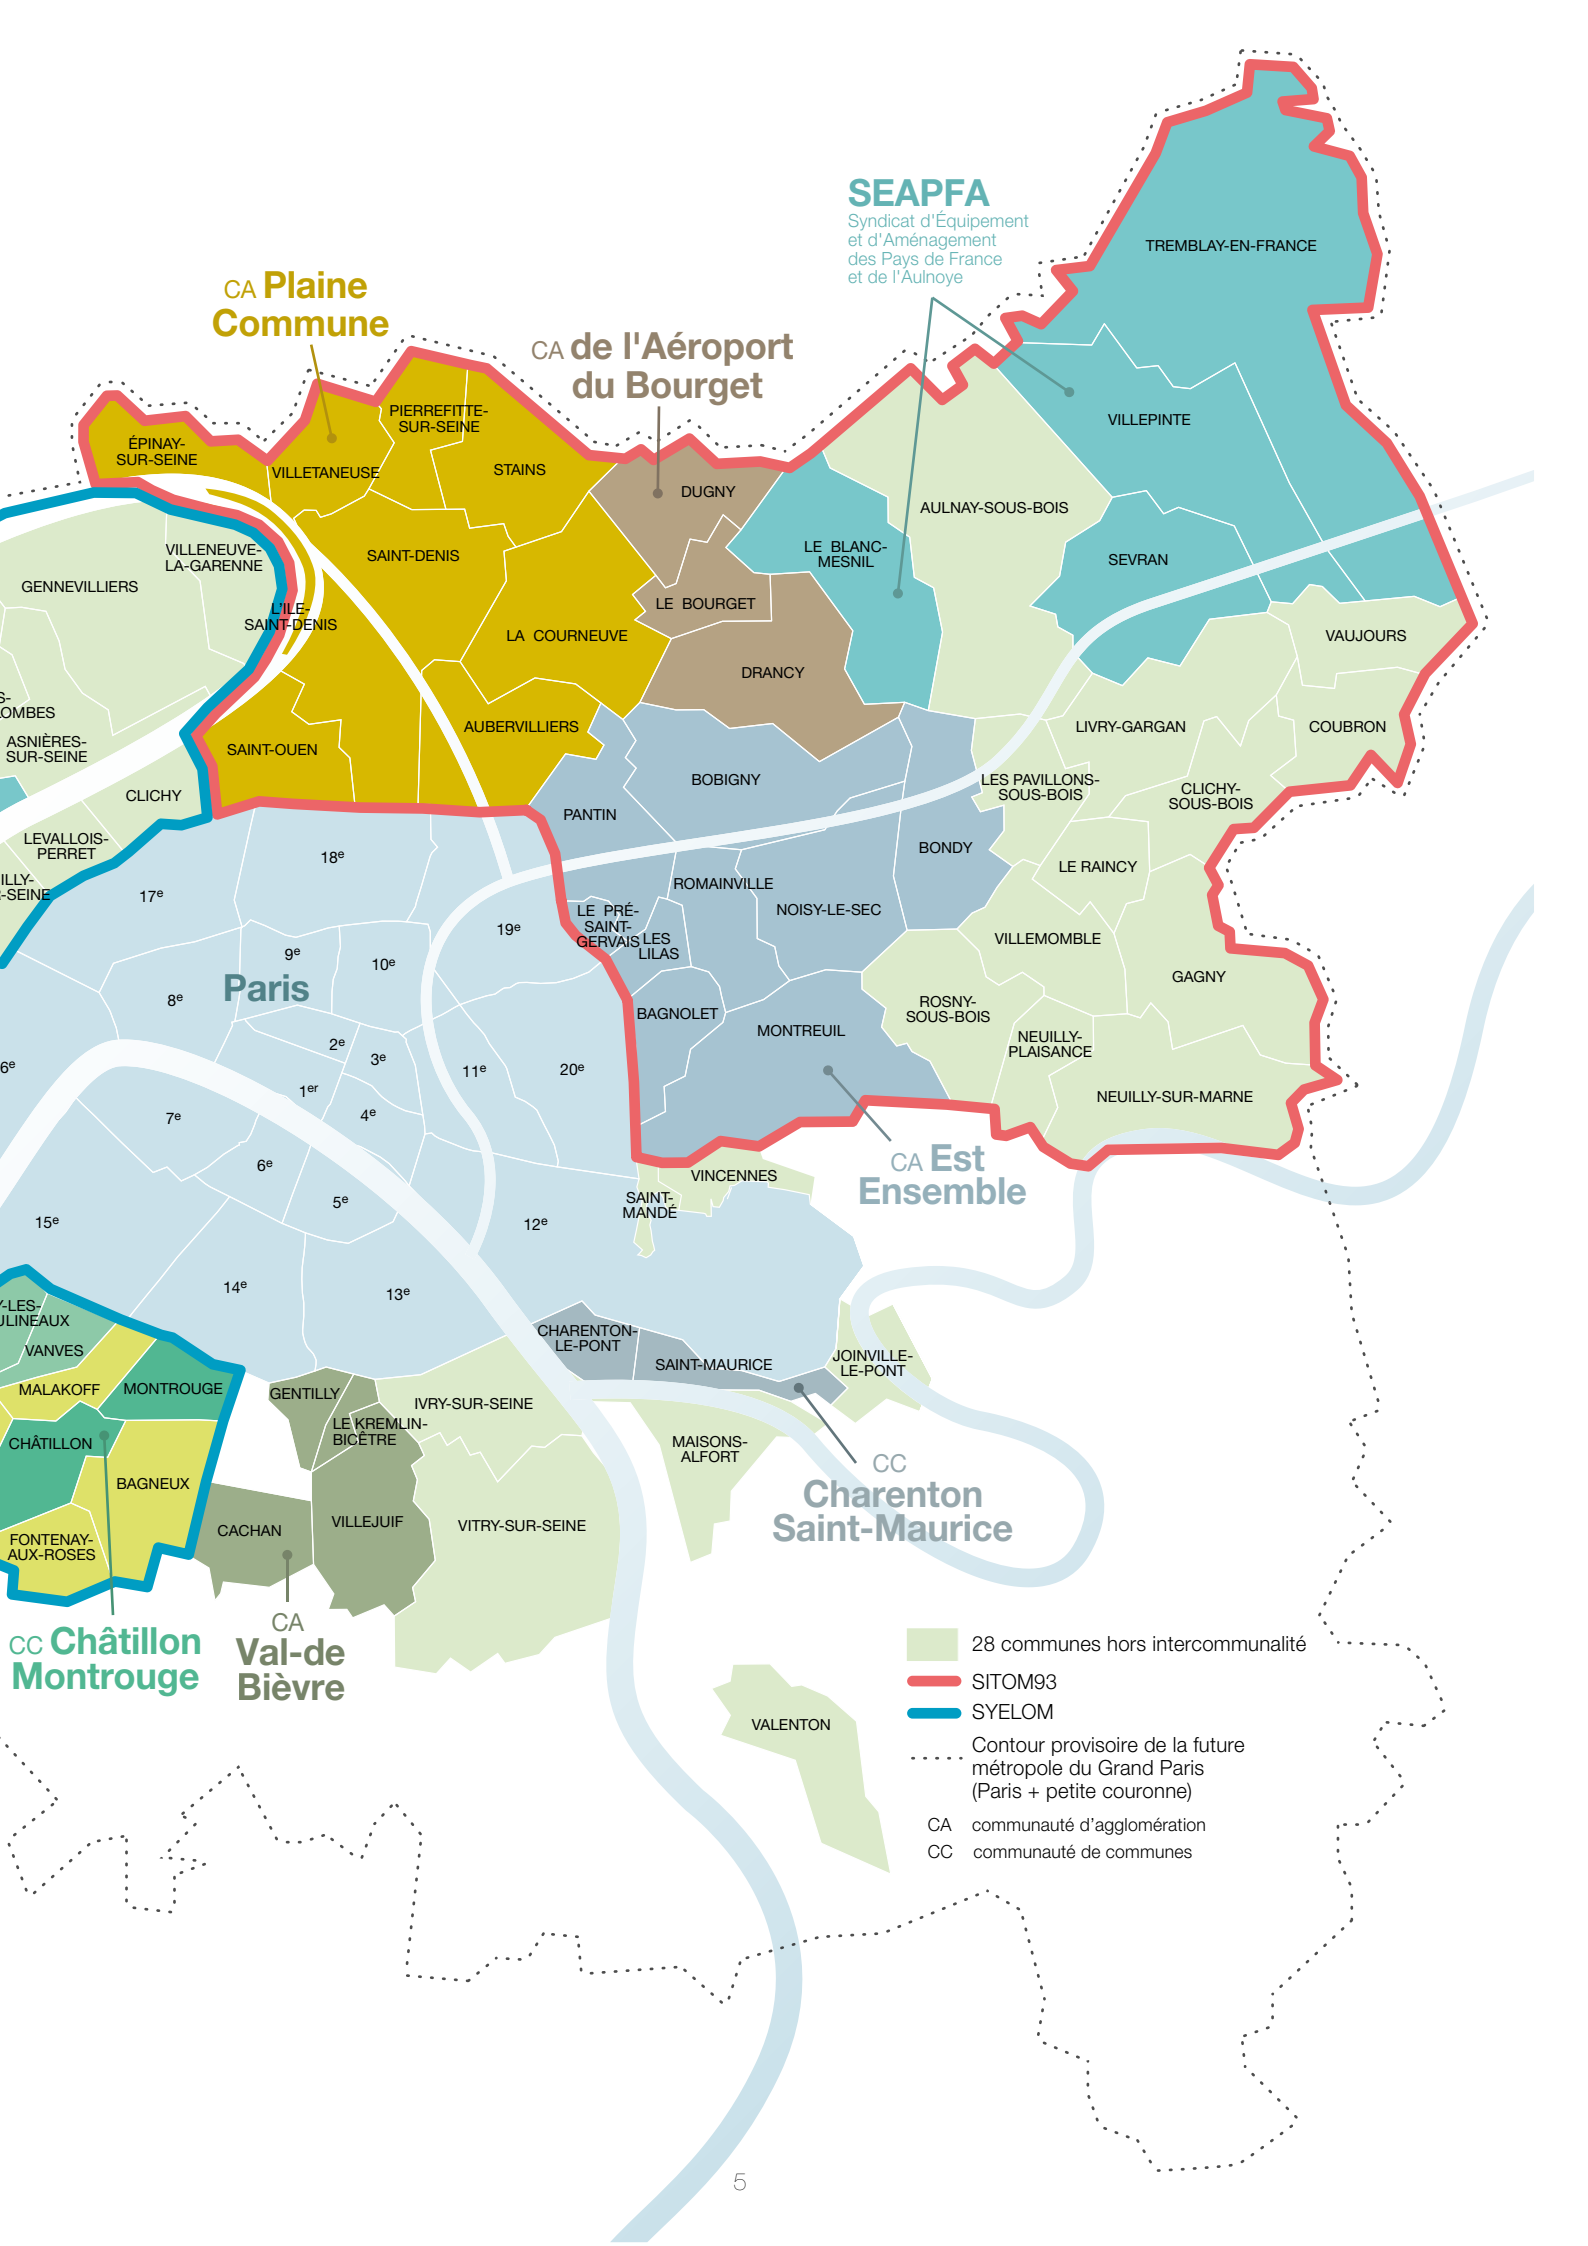 SEAPFA
Syndicat d'Équipement
et d'Aménagement
des Pays de France
et de l'Aulnoye
TREMBLAY-EN-FRANCE
CA Plaine
Commune
CA de l'Aéroport
du Bourget
PIERREFITTE-
SUR-SEINE
ÉPINAY-
SUR-SEINE
VILLETANEUSE
STAINS
DUGNY
VILLEPINTE
AULNAY-SOUS-BOIS
LE BLANC-
MESNIL
SEVRAN
VILLENEUVE-
LA-GARENNE
GENNEVILLIERS
SAINT-DENIS
L'ILE-
SAINT-DENIS
LE BOURGET
LA COURNEUVE
VAUJOURS
DRANCY
S-
LOMBES
ASNIÈRES-
SUR-SEINE
SAINT-OUEN
AUBERVILLIERS
LIVRY-GARGAN
COUBRON
BOBIGNY
LES PAVILLONS-
SOUS-BOIS
CLICHY-
SOUS-BOIS
CLICHY
PANTIN
LEVALLOIS-
PERRET
BONDY
LE RAINCY
ILLY-
R-SEINE
17e
18e
19e
ROMAINVILLE
NOISY-LE-SEC
LE PRÉ-
SAINT-
GERVAIS
LES
LILAS
VILLEMOMBLE
GAGNY
9e
10e
Paris
8e
BAGNOLET
MONTREUIL
ROSNY-
SOUS-BOIS
NEUILLY-
PLAISANCE
NEUILLY-SUR-MARNE
2e
3e
6e
11e
20e
1er
4e
7e
6e
5e
15e
12e
CA Est
Ensemble
VINCENNES
SAINT-
MANDÉ
14e
13e
Y-LES-
ULINEAUX
VANVES
MALAKOFF
MONTROUGE
CHARENTON-
LE-PONT
SAINT-MAURICE
JOINVILLE-
LE-PONT
GENTILLY
LE KREMLIN-
BICÊTRE
IVRY-SUR-SEINE
CHÂTILLON
BAGNEUX
MAISONS-
ALFORT
CC
Charenton
Saint-Maurice
FONTENAY-
AUX-ROSES
CACHAN
VILLEJUIF
VITRY-SUR-SEINE
CC Châtillon
Montrouge
CA
Val-de
Bièvre
VALENTON
28 communes hors intercommunalité
SITOM93
SYELOM
Contour provisoire de la future
métropole du Grand Paris
(Paris + petite couronne)
CA communauté d'agglomération
CC communauté de communes
5